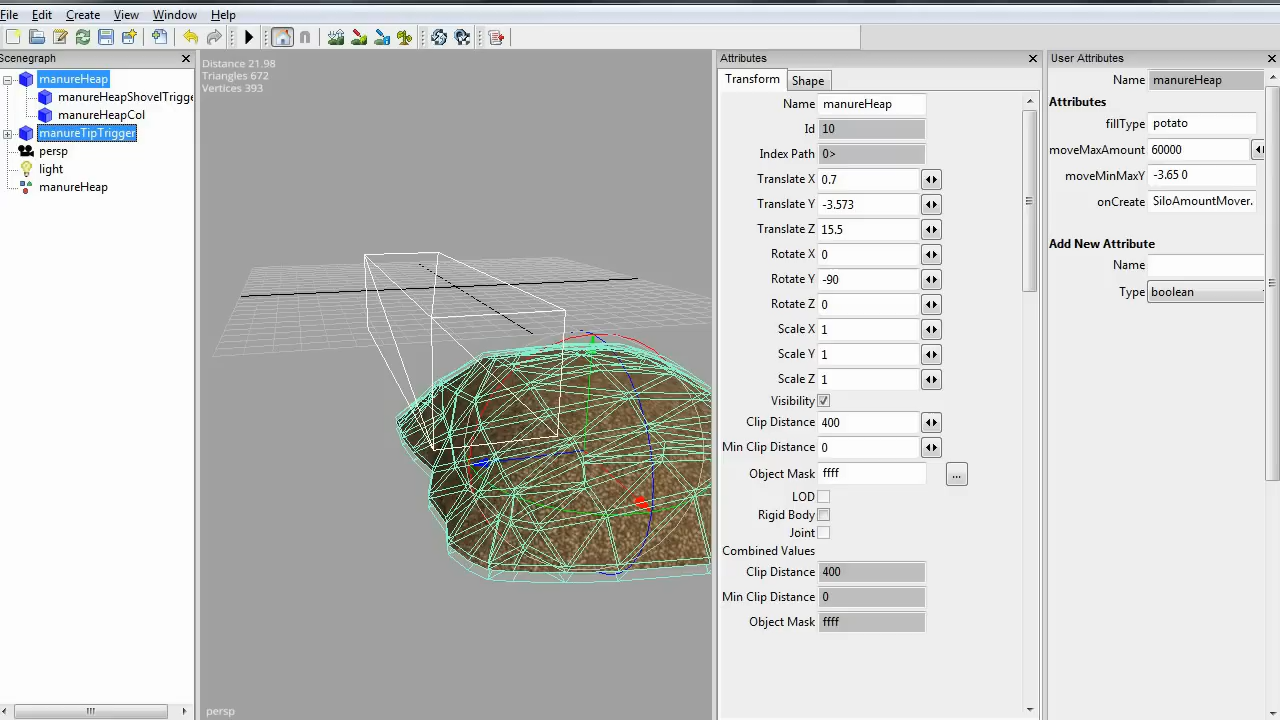 File Edit Create View Window Help
Scenegraph
manureHeap
manureHeapShovelTrigge
manureHeapCol
manureTipTrigger
persp
light
manureHeap
Distance 21.98
Triangles 672
Vertices 393
persp
Attributes
Transform Shape
Name manureHeap
Id 10
Index Path 0>
Translate X 0.7
Translate Y -3.573
Translate Z 15.5
Rotate X 0
Rotate Y -90
Rotate Z 0
Scale X 1
Scale Y 1
Scale Z 1
Visibility
Clip Distance 400
Min Clip Distance 0
Object Mask ffff ...
LOD
Rigid Body
Joint
Combined Values
Clip Distance 400
Min Clip Distance 0
Object Mask ffff
User Attributes
Name manureHeap
Attributes
fillType potato
moveMaxAmount 60000
moveMinMaxY -3.65 0
onCreate SiloAmountMover.
Add New Attribute
Name
Type boolean